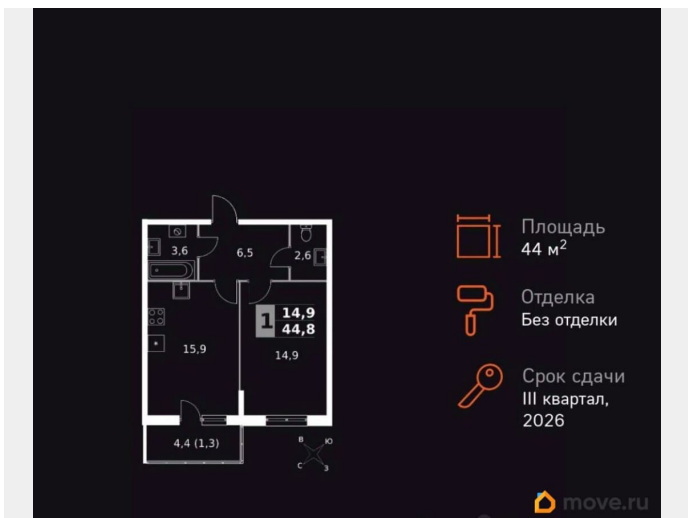 Площадь
44 м²
3,6
6,5
2,6
Отделка
Без отделки
1
14,9
44,8
15,9
14,9
Срок сдачи
III квартал,
2026
4,4 (1,3)
В
Ю
С
З
move.ru